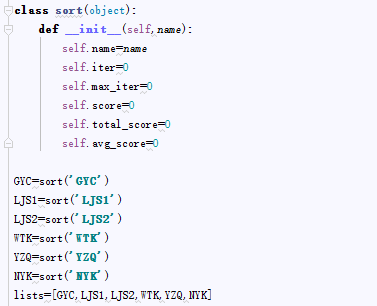 class sort(object):
    def __init__(self,name):
        self.name=name
        self.iter=0
        self.max_iter=0
        self.score=0
        self.total_score=0
        self.avg_score=0
GYC=sort('GYC')
LJS1=sort('LJS1')
LJS2=sort('LJS2')
WTK=sort('WTK')
YZQ=sort('YZQ')
NYK=sort('NYK')
lists=[GYC,LJS1,LJS2,WTK,YZQ,NYK]